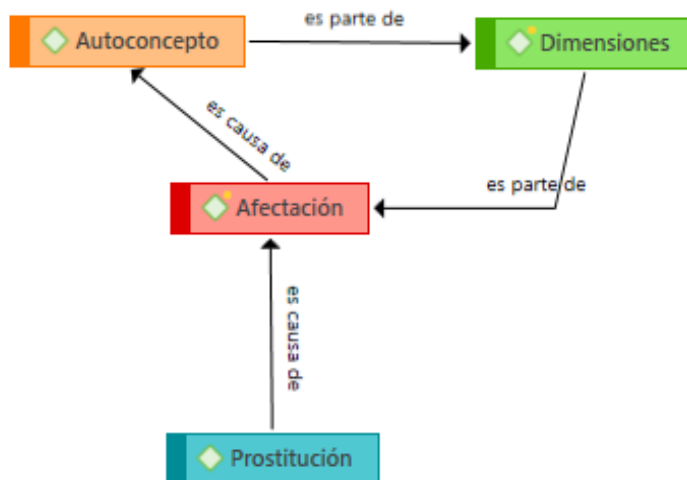 Autoconcepto
es parte de
Dimensiones
es causa de
es parte de
Afectación
es causa de
Prostitución